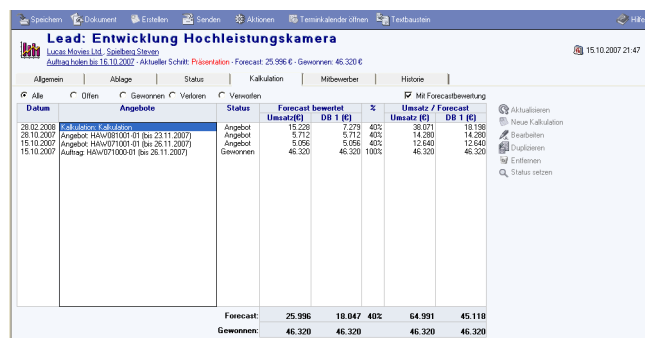 Speichern Dokument Erstellen Senden Aktionen Terminkalender öffnen Textbaustein Hilfe
Lead: Entwicklung Hochleistungskamera
Lucas Movies Ltd., Spielberg Steven
15.10.2007 21:47
Auftrag holen bis 16.10.2007 - Aktueller Schritt: Präsentation - Forecast: 25.996 € - Gewonnen: 46.320 €
Allgemein Ablage Status Kalkulation Mitbewerber Historie
Alle Offen Gewonnen Verloren Verworfen Mit Forecastbewertung
Datum Angebote Status Forecast bewertet % Umsatz / Forecast
Umsatz(€) DB 1 (€) Umsatz (€) DB 1 (€)
28.02.2008 Kalkulation: Kalkulation Angebot 15.228 7.279 40% 38.071 18.198
28.10.2007 Angebot: HAW081001-01 (bis 23.11.2007) Angebot 5.712 5.712 40% 14.280 14.280
15.10.2007 Angebot: HAW071001-01 (bis 26.11.2007) Angebot 5.056 5.056 40% 12.640 12.640
15.10.2007 Auftrag: HAW071000-01 (bis 26.11.2007) Gewonnen 46.320 46.320 100% 46.320 46.320
Aktualisieren
Neue Kalkulation
Bearbeiten
Duplizieren
Entfernen
Status setzen
Forecast: 25.996 18.047 40% 64.991 45.118
Gewonnen: 46.320 46.320 46.320 46.320